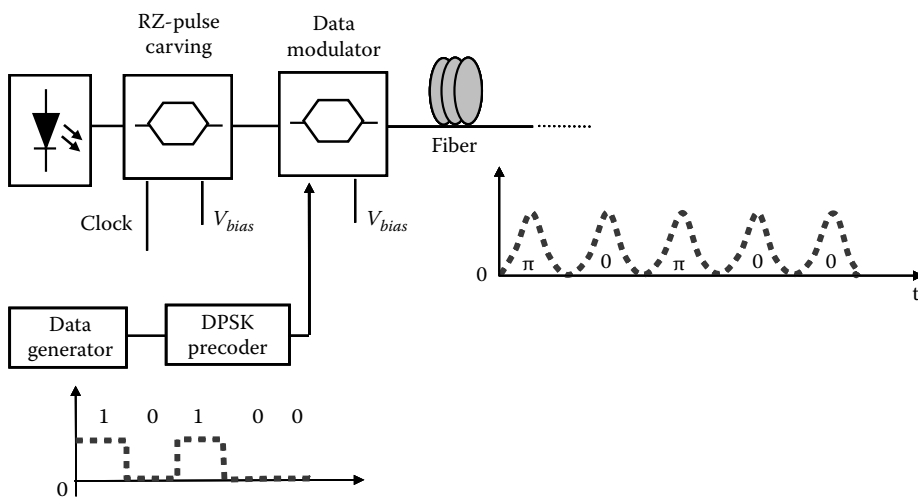 RZ-pulse
carving
Data
modulator
Fiber
Clock
V_bias
V_bias
0
π 0 π 0 0
t
Data
generator
DPSK
precoder
1 0 1 0 0
0